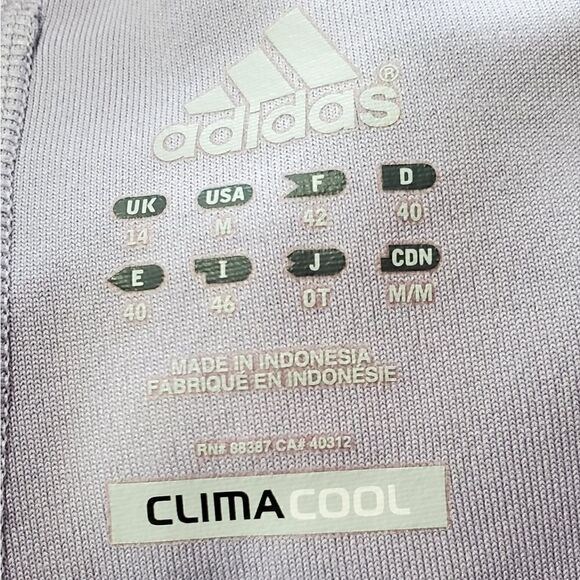 adidas®
UK USA F D
14 M 42 40
E I J CDN
40 46 OT M/M
MADE IN INDONESIA
FABRIQUÉ EN INDONÉSIE
RN# 88387 CA# 40312
CLIMACOOL